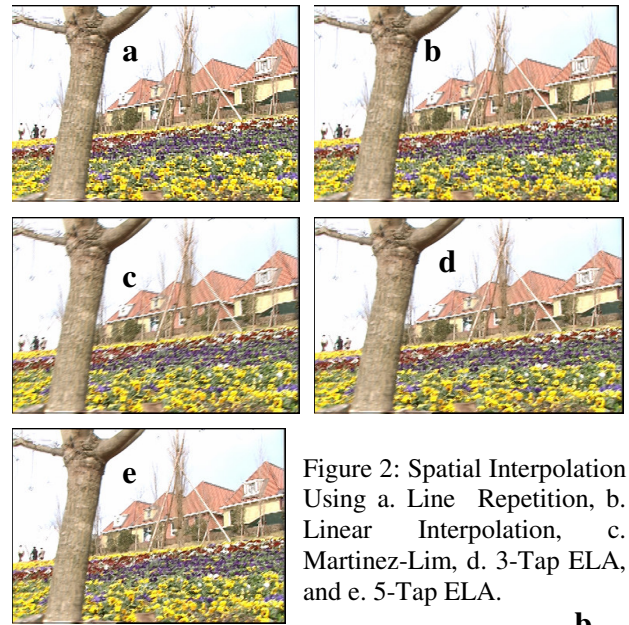 a
b
c
d
e
Figure 2: Spatial Interpolation
Using a. Line Repetition, b.
Linear Interpolation, c.
Martinez-Lim, d. 3-Tap ELA,
and e. 5-Tap ELA.
b